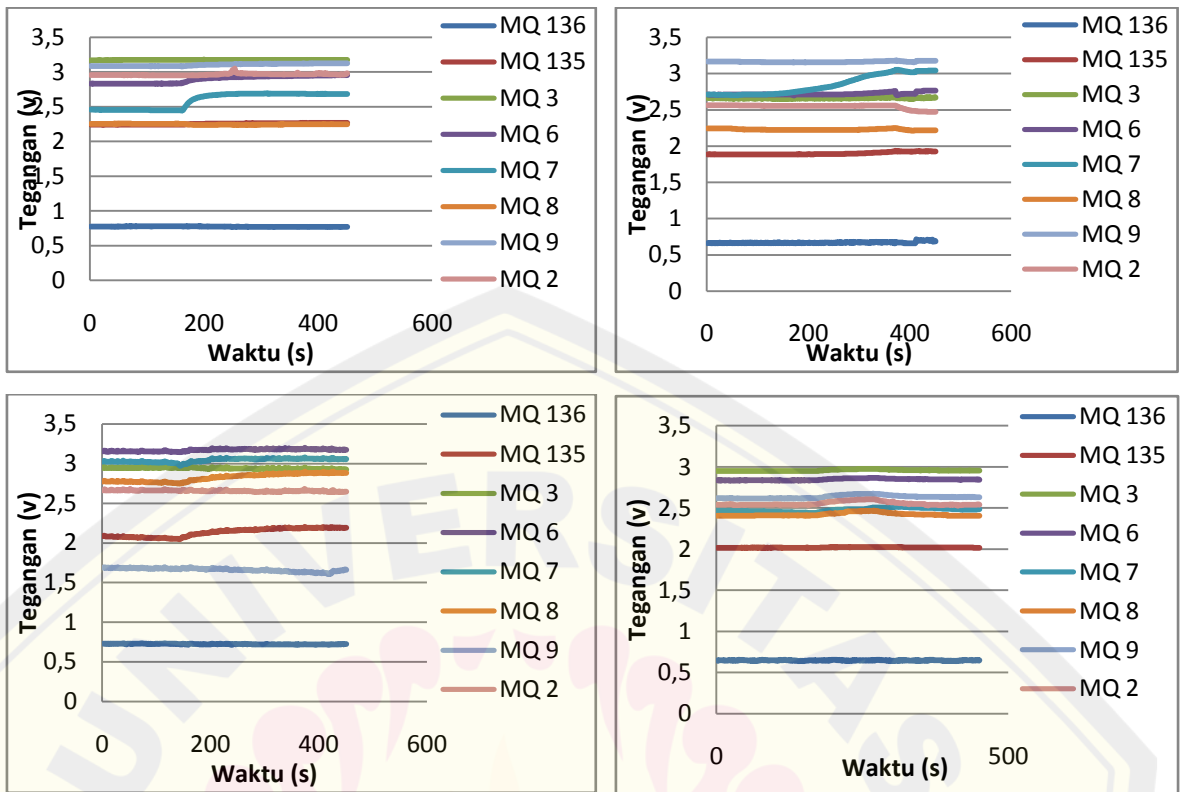 Tegangan (v)
3,5
3
2,5
2
1,5
1
0,5
0
0
200
400
600
Waktu (s)
MQ 136
MQ 135
MQ 3
MQ 6
MQ 7
MQ 8
MQ 9
MQ 2
Tegangan (v)
3,5
3
2,5
2
1,5
1
0,5
0
0
200
400
600
Waktu (s)
MQ 136
MQ 135
MQ 3
MQ 6
MQ 7
MQ 8
MQ 9
MQ 2
Tegangan (v)
3,5
3
2,5
2
1,5
1
0,5
0
0
200
400
600
Waktu (s)
MQ 136
MQ 135
MQ 3
MQ 6
MQ 7
MQ 8
MQ 9
MQ 2
Tegangan (v)
3,5
3
2,5
2
1,5
1
0,5
0
0
500
Waktu (s)
MQ 136
MQ 135
MQ 3
MQ 6
MQ 7
MQ 8
MQ 9
MQ 2
UNIVERSITAS